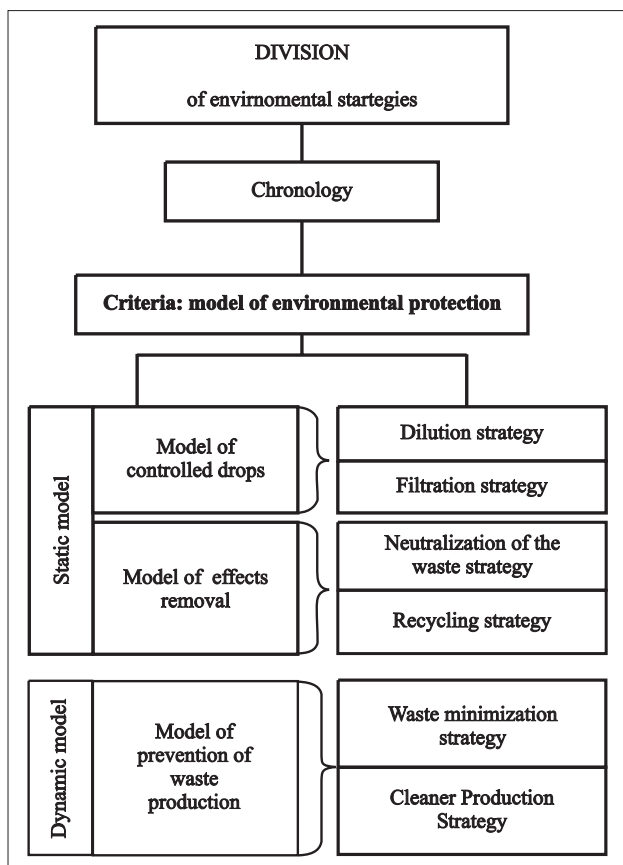 DIVISION
of envirnomental startegies
Chronology
Criteria: model of environmental protection
Static model
Model of
controlled drops
Dilution strategy
Filtration strategy
Model of effects
removal
Neutralization of the
waste strategy
Recycling strategy
Dynamic model
Model of
prevention of
waste
production
Waste minimization
strategy
Cleaner Production
Strategy